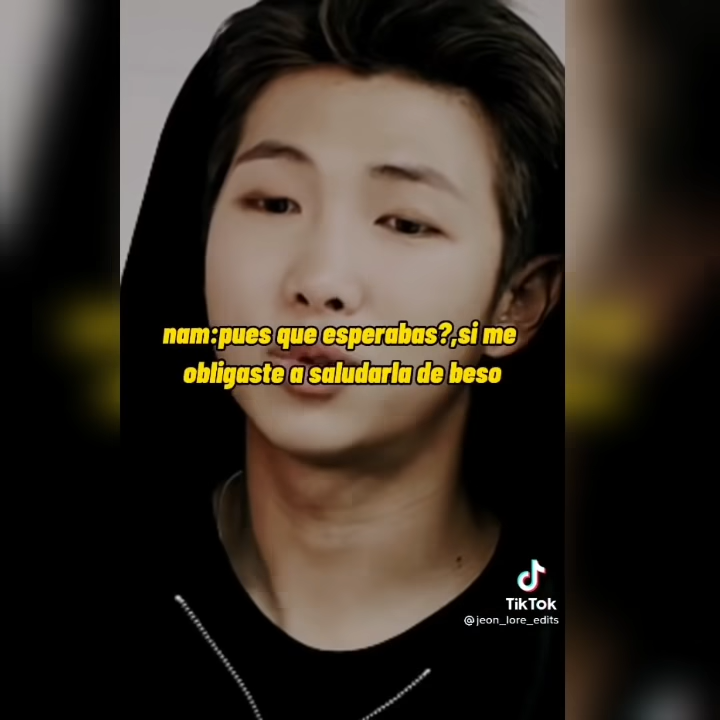 nam:pues que esperabas?,si me
obligaste a saludarla de beso
TikTok
@jeon_lore_edits